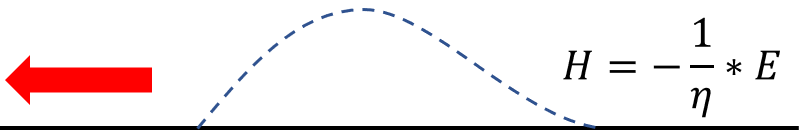 H = − 1/η ∗ E